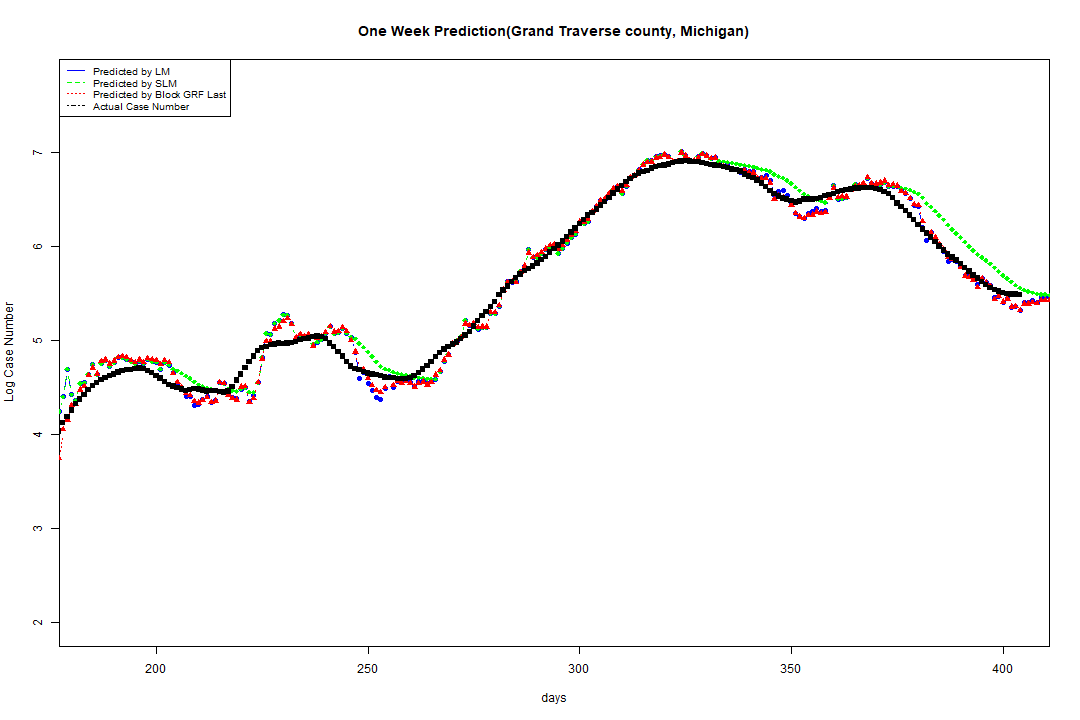 One Week Prediction(Grand Traverse county, Michigan)
Predicted by LM
Predicted by SLM
Predicted by Block GRF Last
Actual Case Number
7
6
5
4
3
2
Log Case Number
200 250 300 350 400
days